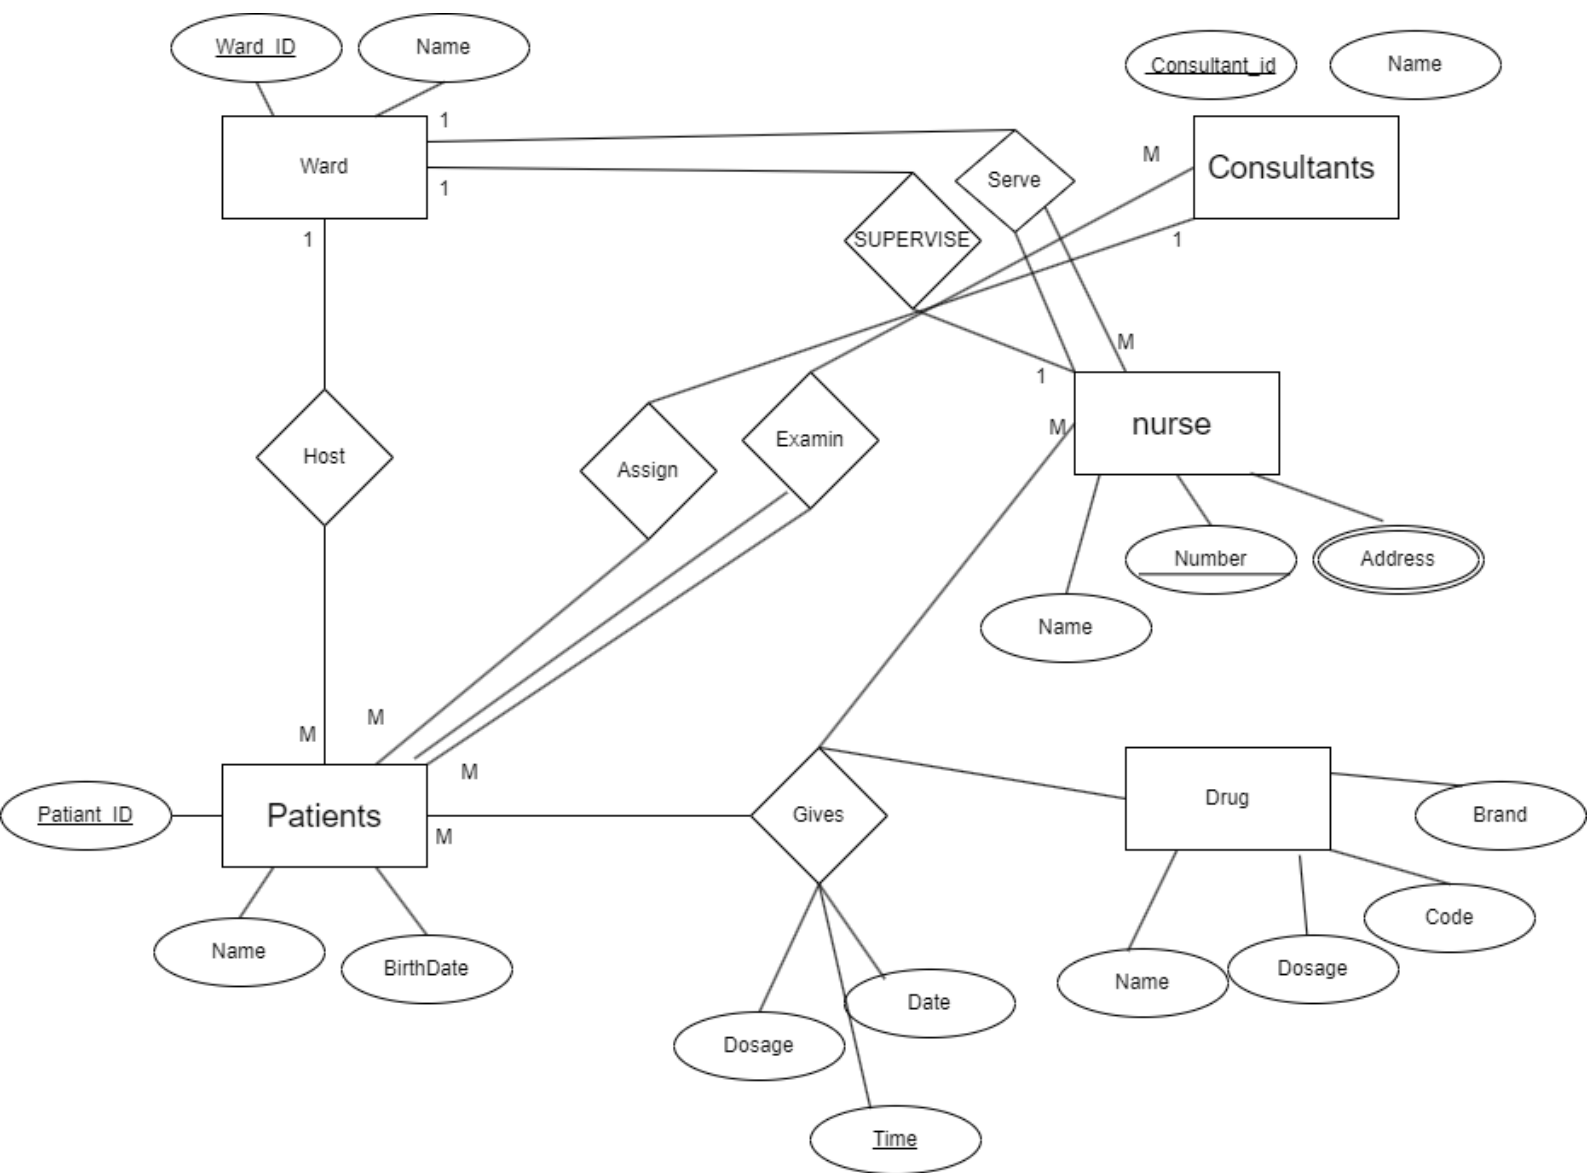 Ward_ID
Name
Consultant_id
Name
1
Ward
1
M
Consultants
Serve
SUPERVISE
1
1
M
1
nurse
M
Host
Assign
Examin
Number
Address
Name
M
M
M
Patiant_ID
Patients
M
Gives
Drug
Brand
Name
BirthDate
Code
Name
Dosage
Date
Dosage
Time